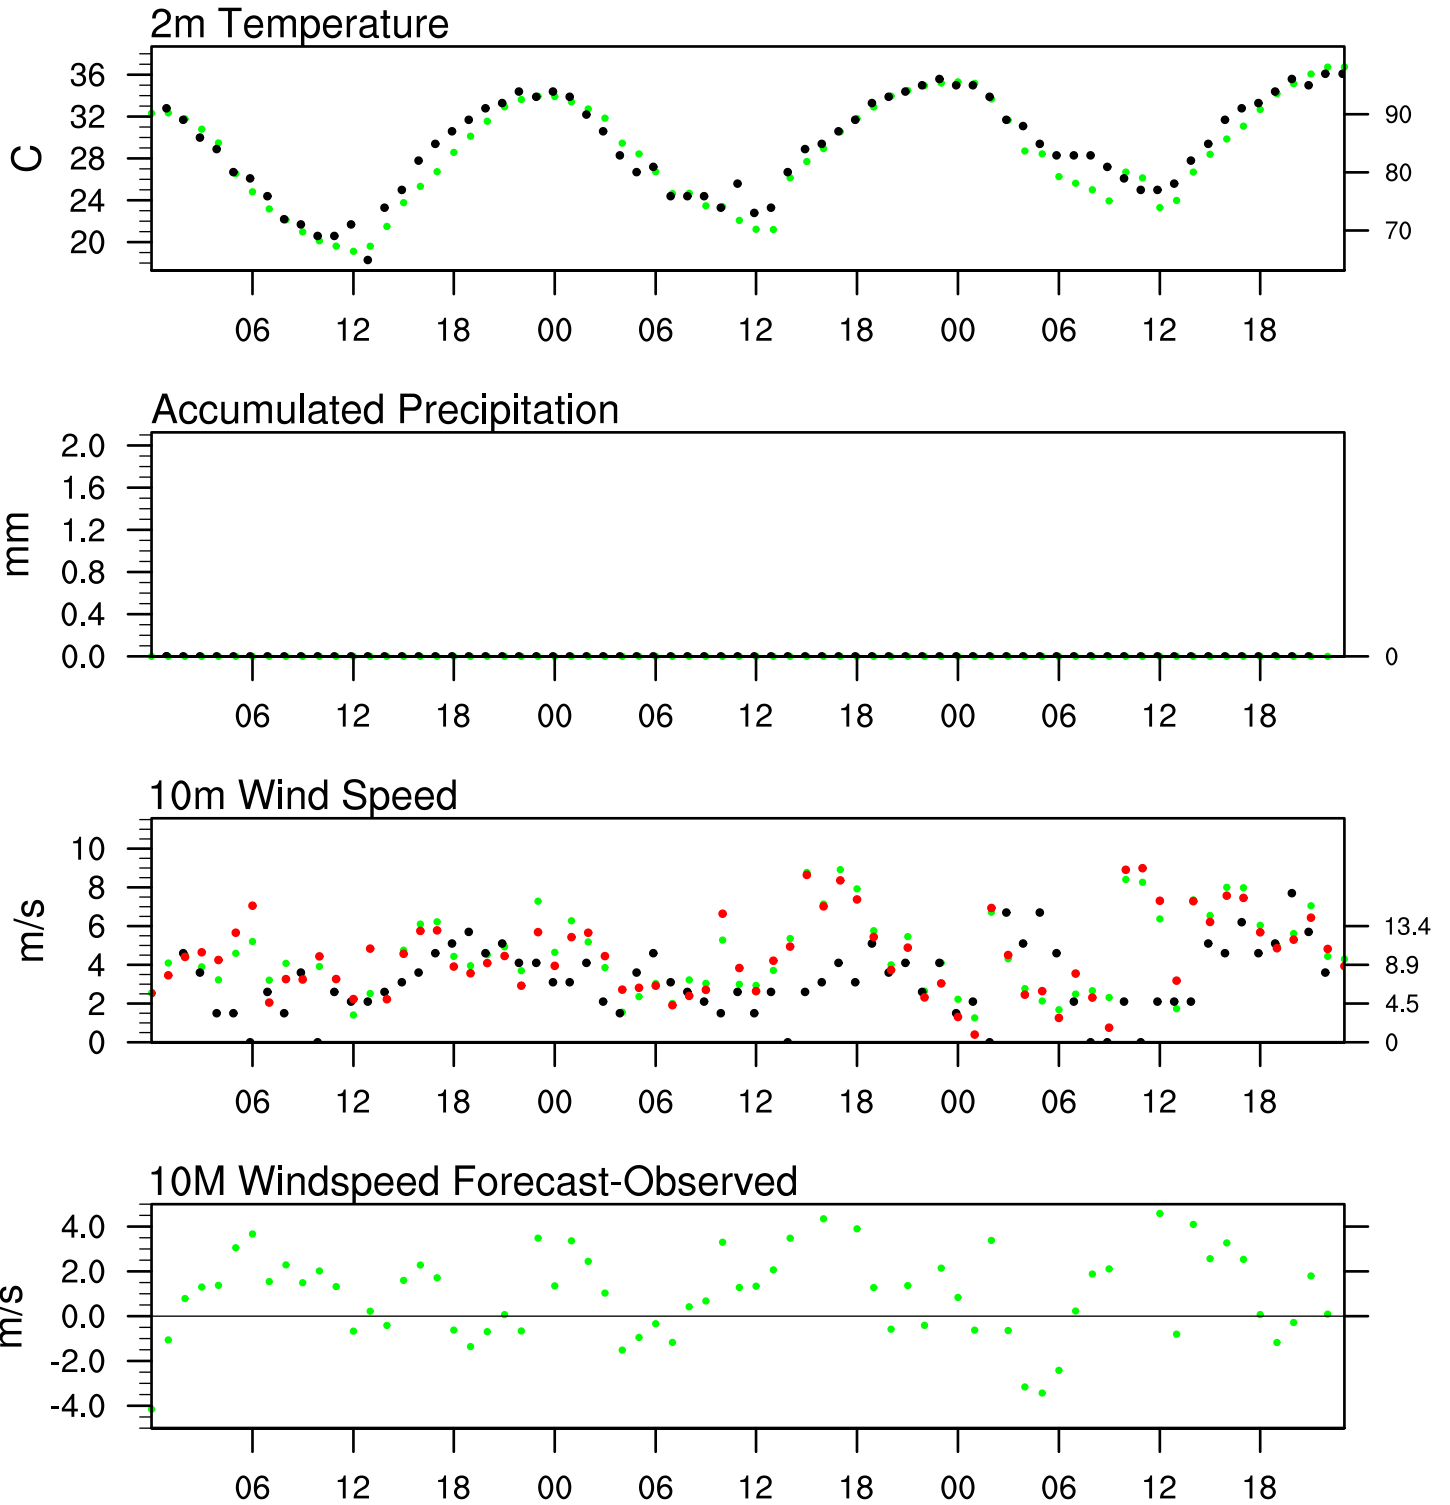 2m Temperature
36
32
28
24
20
C
90
80
70
06 12 18 00 06 12 18 00 06 12 18
Accumulated Precipitation
2.0
1.6
1.2
0.8
0.4
0.0
mm
0
06 12 18 00 06 12 18 00 06 12 18
10m Wind Speed
10
8
6
4
2
0
m/s
13.4
8.9
4.5
0
06 12 18 00 06 12 18 00 06 12 18
10M Windspeed Forecast-Observed
4.0
2.0
0.0
-2.0
-4.0
m/s
06 12 18 00 06 12 18 00 06 12 18